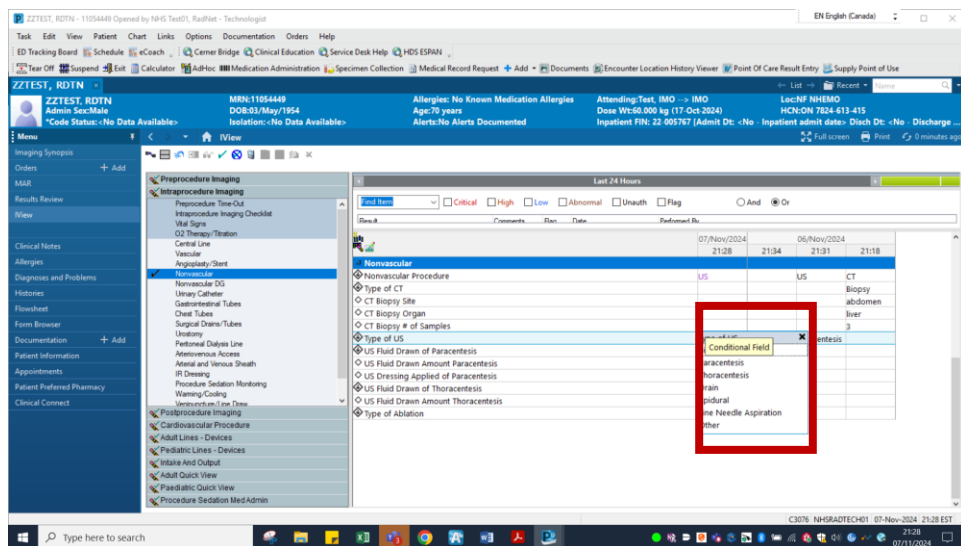 ZZTEST, RDTN - 11054449 Opened by NHS Test01, RadNet - Technologist
EN English (Canada)
Task Edit View Patient Chart Links Options Documentation Orders Help
ED Tracking Board Schedule eCoach Cerner Bridge Clinical Education Service Desk Help HDS ESPAN
Tear Off Suspend Exit Calculator AdHoc Medication Administration Specimen Collection Medical Record Request Add Documents Encounter Location History Viewer Point Of Care Result Entry Supply Point of Use
ZZTEST, RDTN
List Recent Name
ZZTEST, RDTN MRN:11054449 Allergies: No Known Medication Allergies Attending:Test, IMO --> IMO Loc:NF NHEMO
Admin Sex:Male DOB:03/May/1954 Age:70 years Dose Wt:60.000 kg (17-Oct-2024) HCN:ON 7824-613-415
*Code Status:<No Data Available> Isolation:<No Data Available> Alerts:No Alerts Documented Inpatient FIN: 22-005767 [Admit Dt: <No - Inpatient admit date> Disch Dt: <No - Discharge ...
Menu
IView
Full screen Print 0 minutes ago
Imaging Synopsis
Orders + Add
MAR
Results Review
IView
Clinical Notes
Allergies
Diagnoses and Problems
Histories
Flowsheet
Form Browser
Documentation + Add
Patient Information
Appointments
Patient Preferred Pharmacy
Clinical Connect
Preprocedure Imaging
Intraprocedure Imaging
Preprocedure Time-Out
Intraprocedure Imaging Checklist
Vital Signs
O2 Therapy/Titration
Central Line
Vascular
Angioplasty/Stent
Nonvascular
Nonvascular DG
Urinary Catheter
Gastrointestinal Tubes
Chest Tubes
Surgical Drains/Tubes
Urostomy
Peritoneal Dialysis Line
Arteriovenous Access
Arterial and Venous Sheath
IR Dressing
Procedure Sedation Monitoring
Warming/Cooling
Venipuncture/Line Draw
Postprocedure Imaging
Cardiovascular Procedure
Adult Lines - Devices
Pediatric Lines - Devices
Intake And Output
Adult Quick View
Paediatric Quick View
Procedure Sedation Med Admin
Last 24 Hours
Find Item Critical High Low Abnormal Unauth Flag And Or
Result Comments Flag Date Performed By
07/Nov/2024 06/Nov/2024
21:28 21:34 21:31 21:18
Nonvascular
Nonvascular Procedure US US CT
Type of CT Biopsy
CT Biopsy Site abdomen
CT Biopsy Organ liver
CT Biopsy # of Samples 3
Type of US
US Fluid Drawn of Paracentesis
US Fluid Drawn Amount Paracentesis
US Dressing Applied of Paracentesis
US Fluid Drawn of Thoracentesis
US Fluid Drawn Amount Thoracentesis
Type of Ablation
Conditional Field
aracentesis
horacentesis
rain
pidural
ine Needle Aspiration
ther
entesis
C3076 NHSRADTECH01 07-Nov-2024 21:28 EST
Type here to search
21:28
07/11/2024